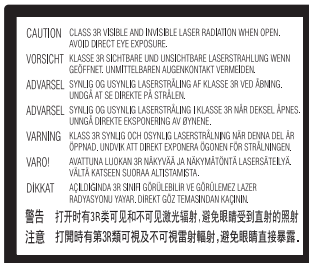 CAUTION CLASS 3R VISIBLE AND INVISIBLE LASER RADIATION WHEN OPEN.
AVOID DIRECT EYE EXPOSURE.
VORSICHT KLASSE 3R SICHTBARE UND UNSICHTBARE LASERSTRAHLUNG WENN
GEÖFFNET. UNMITTELBAREN AUGENKONTAKT VERMEIDEN.
ADVARSEL SYNLIG OG USYNLIG LASERSTRÅLING AF KLASSE 3R VED ÅBNING.
UNDGÅ AT SE DIREKTE PÅ STRÅLEN.
ADVARSEL SYNLIG OG USYNLIG LASERSTRÅLING I KLASSE 3R NÅR DEKSEL ÅPNES.
UNNGÅ DIREKTE EKSPONERING AV ØYNENE.
VARNING KLASS 3R SYNLIG OCH OSYNLIG LASERSTRÅLNING NÄR DENNA DEL ÄR
ÖPPNAD. UNDVIK ATT DIREKT EXPONERA ÖGONEN FÖR STRÅLNINGEN.
VARO! AVATTUNA LUOKAN 3R NÄKYVÄÄ JA NÄKYMÄTÖNTÄ LASERSÄTEILYÄ.
VÄLTÄ KATSEEN SUORAA ALTISTAMISTA.
DİKKAT AÇILDIĞINDA 3R SINIFI GÖRÜLEBİLİR VE GÖRÜLEMEZ LAZER
RADYASYONU YAYAR. DİREKT GÖZ TEMASINDAN KAÇININ.
警告 打开时有3R类可见和不可见激光辐射,避免眼睛受到直射的照射
注意 打開時有第3R類可視及不可視雷射輻射,避免眼睛直接暴露.